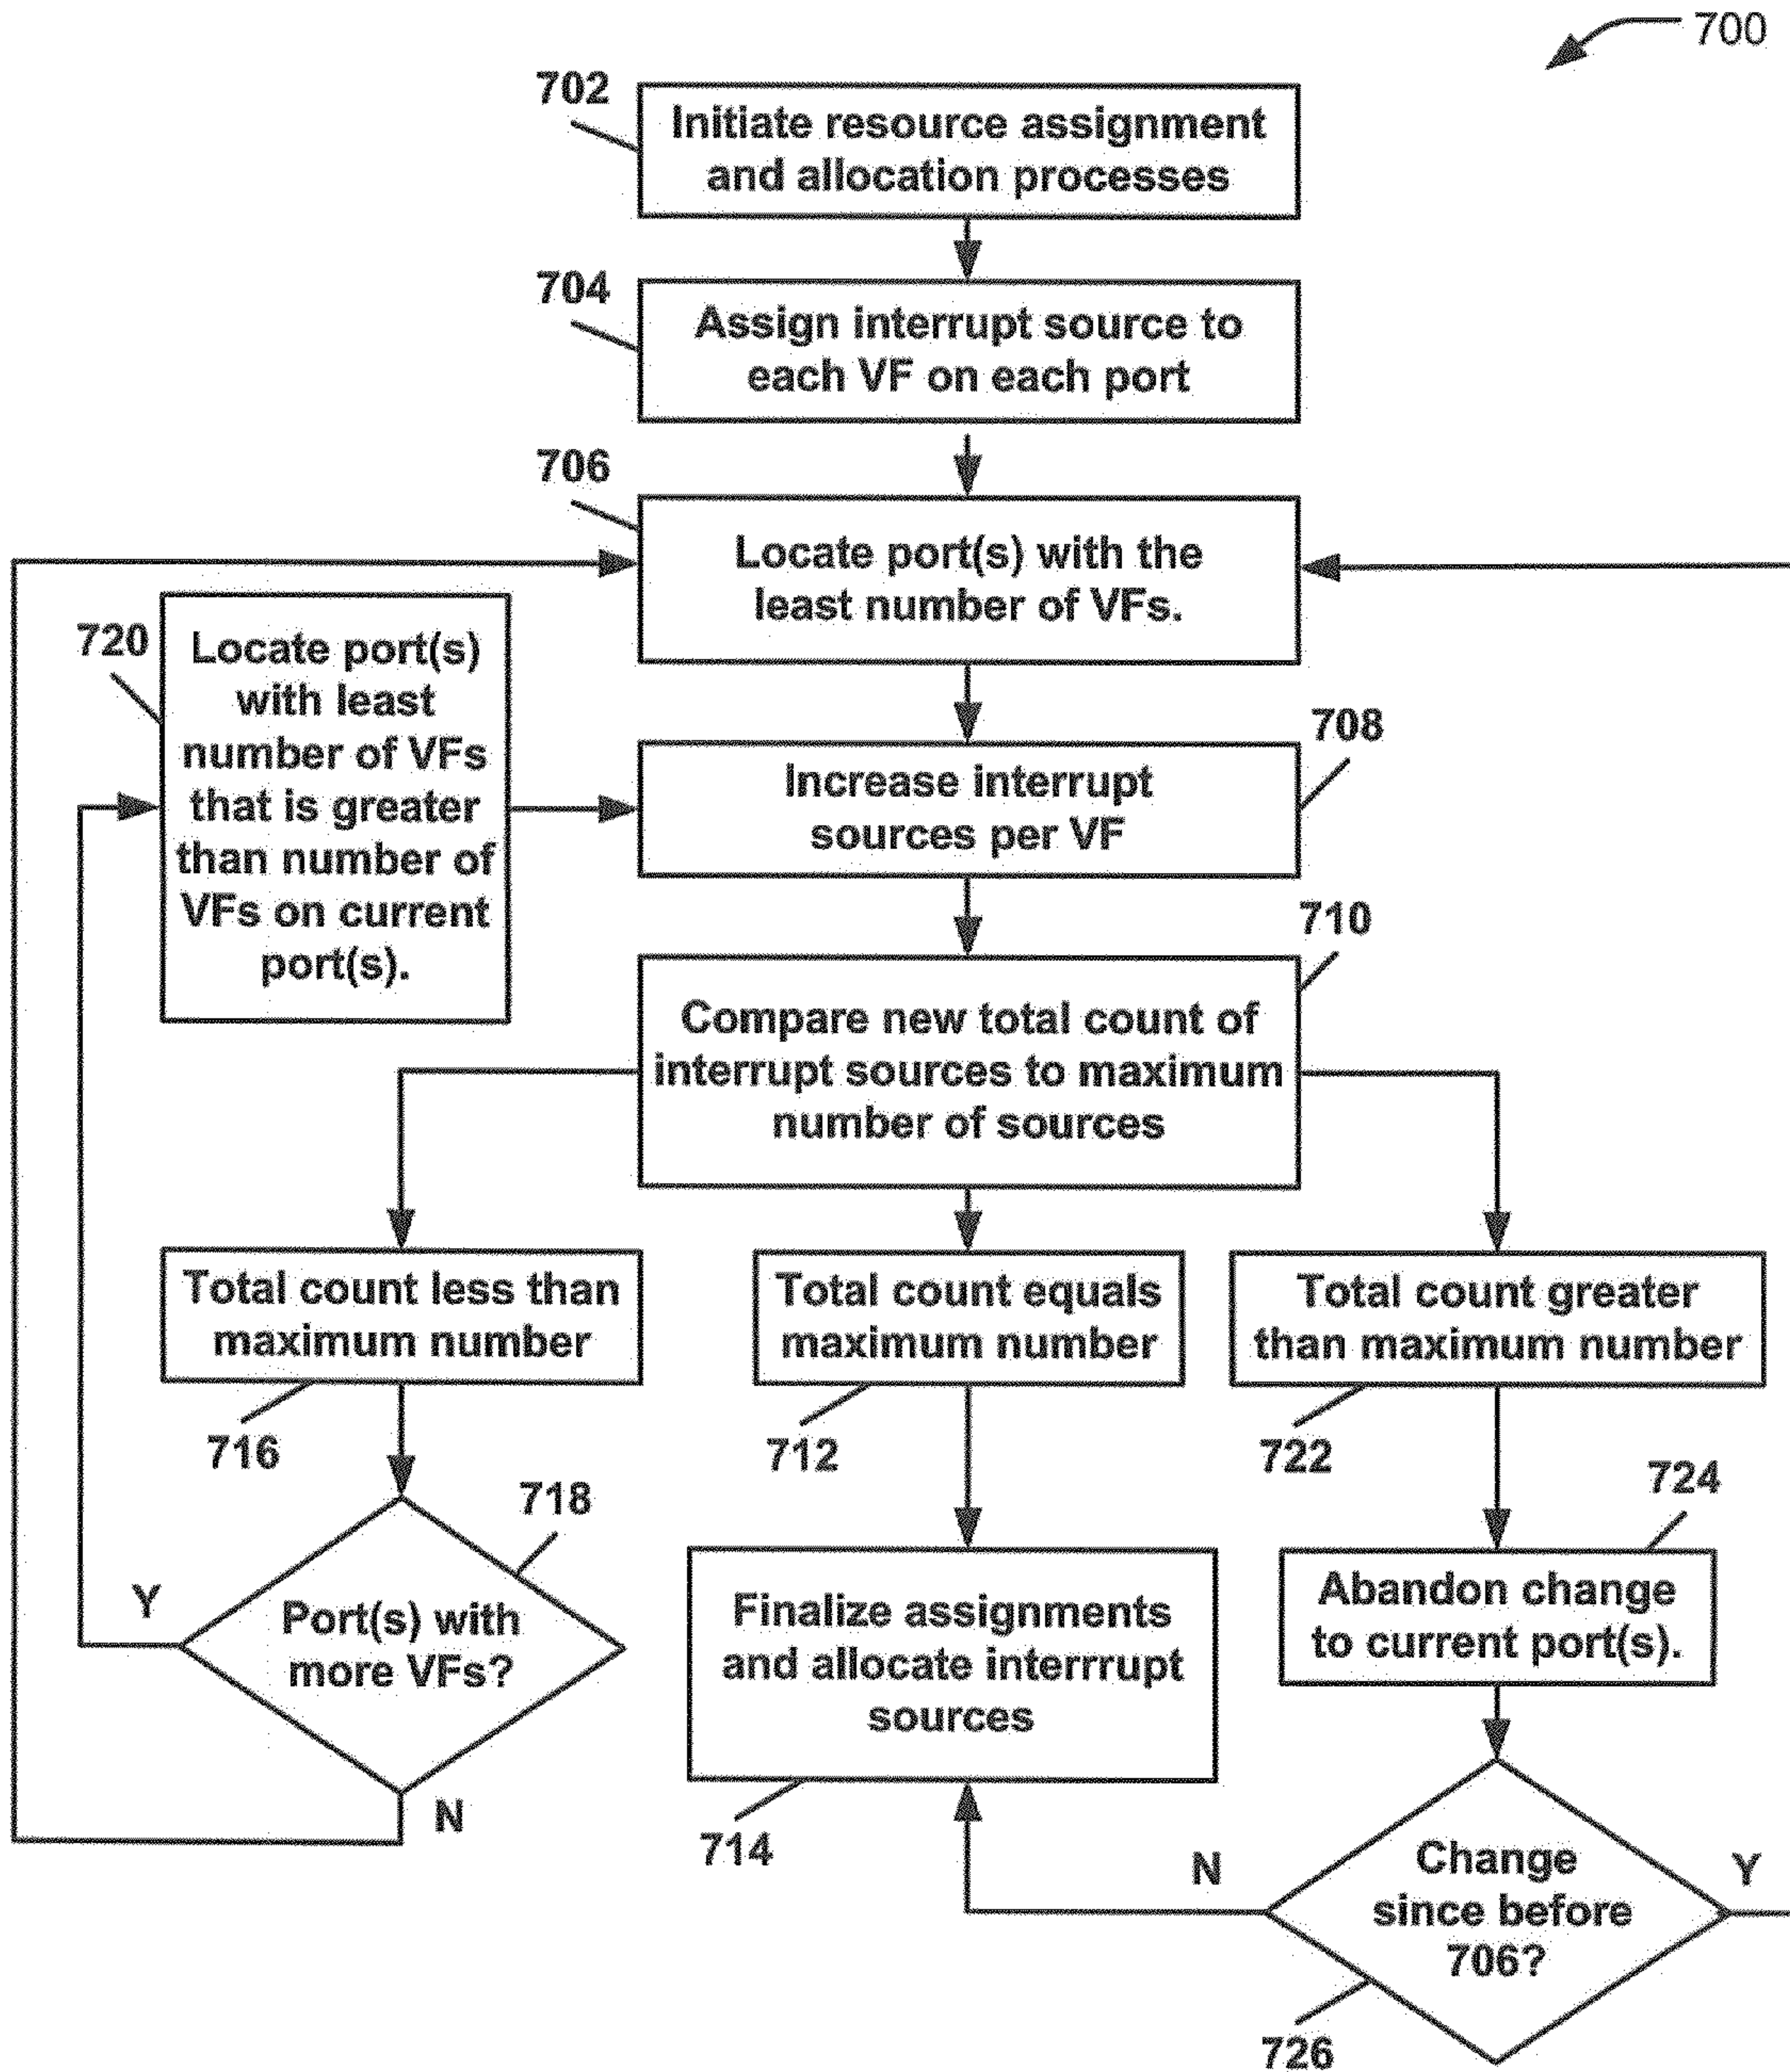 700
702
Initiate resource assignment
and allocation processes
704
Assign interrupt source to
each VF on each port
706
Locate port(s) with the
least number of VFs.
720
Locate port(s)
with least
number of VFs
that is greater
than number of
VFs on current
port(s).
708
Increase interrupt
sources per VF
710
Compare new total count of
interrupt sources to maximum
number of sources
Total count less than
maximum number
716
Total count equals
maximum number
712
Total count greater
than maximum number
722
718
Port(s) with
more VFs?
Y
N
Finalize assignments
and allocate interrrupt
sources
714
724
Abandon change
to current port(s).
Change
since before
706?
N
Y
726